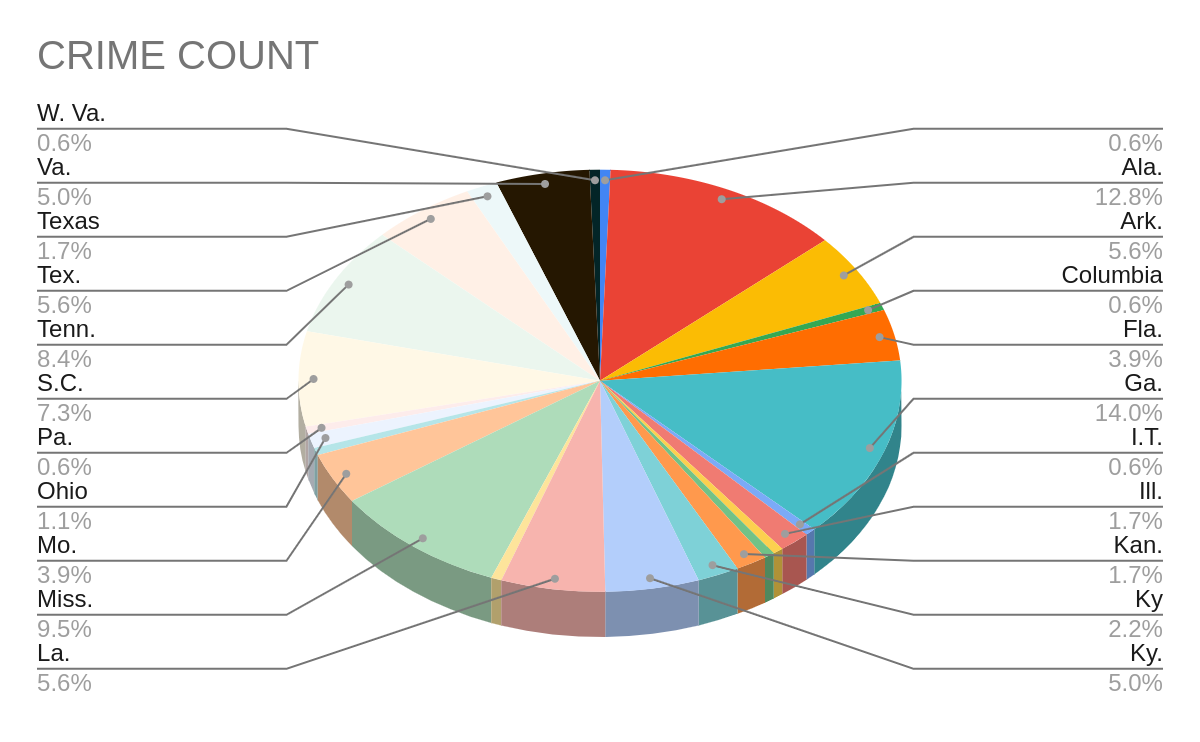 CRIME COUNT
W. Va.
0.6%
Va.
5.0%
Texas
1.7%
Tex.
5.6%
Tenn.
8.4%
S.C.
7.3%
Pa.
0.6%
Ohio
1.1%
Mo.
3.9%
Miss.
9.5%
La.
5.6%
0.6%
Ala.
12.8%
Ark.
5.6%
Columbia
0.6%
Fla.
3.9%
Ga.
14.0%
I.T.
0.6%
Ill.
1.7%
Kan.
1.7%
Ky
2.2%
Ky.
5.0%